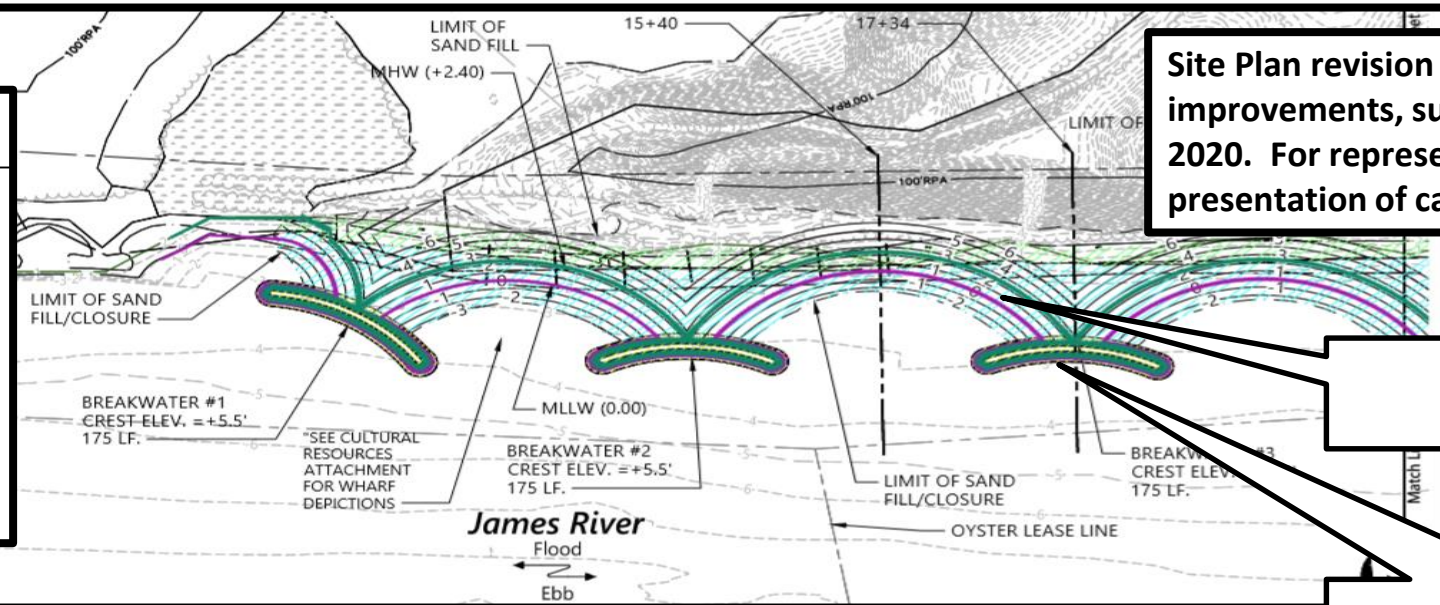 100'RPA
LIMIT OF
SAND FILL
MHW (+2.40)
15+40
17+34
100'RPA
LIMIT OF
100'RPA
Site Plan revision
improvements, su
2020. For represe
presentation of ca
LIMIT OF SAND
FILL/CLOSURE
BREAKWATER #1
CREST ELEV. =+5.5'
175 LF.
"SEE CULTURAL
RESOURCES
ATTACHMENT
FOR WHARF
DEPICTIONS
MLLW (0.00)
BREAKWATER #2
CREST ELEV. =+5.5'
175 LF.
LIMIT OF SAND
FILL/CLOSURE
BREAKW #3
CREST ELEV.
175 LF.
OYSTER LEASE LINE
Match L
James River
Flood
Ebb